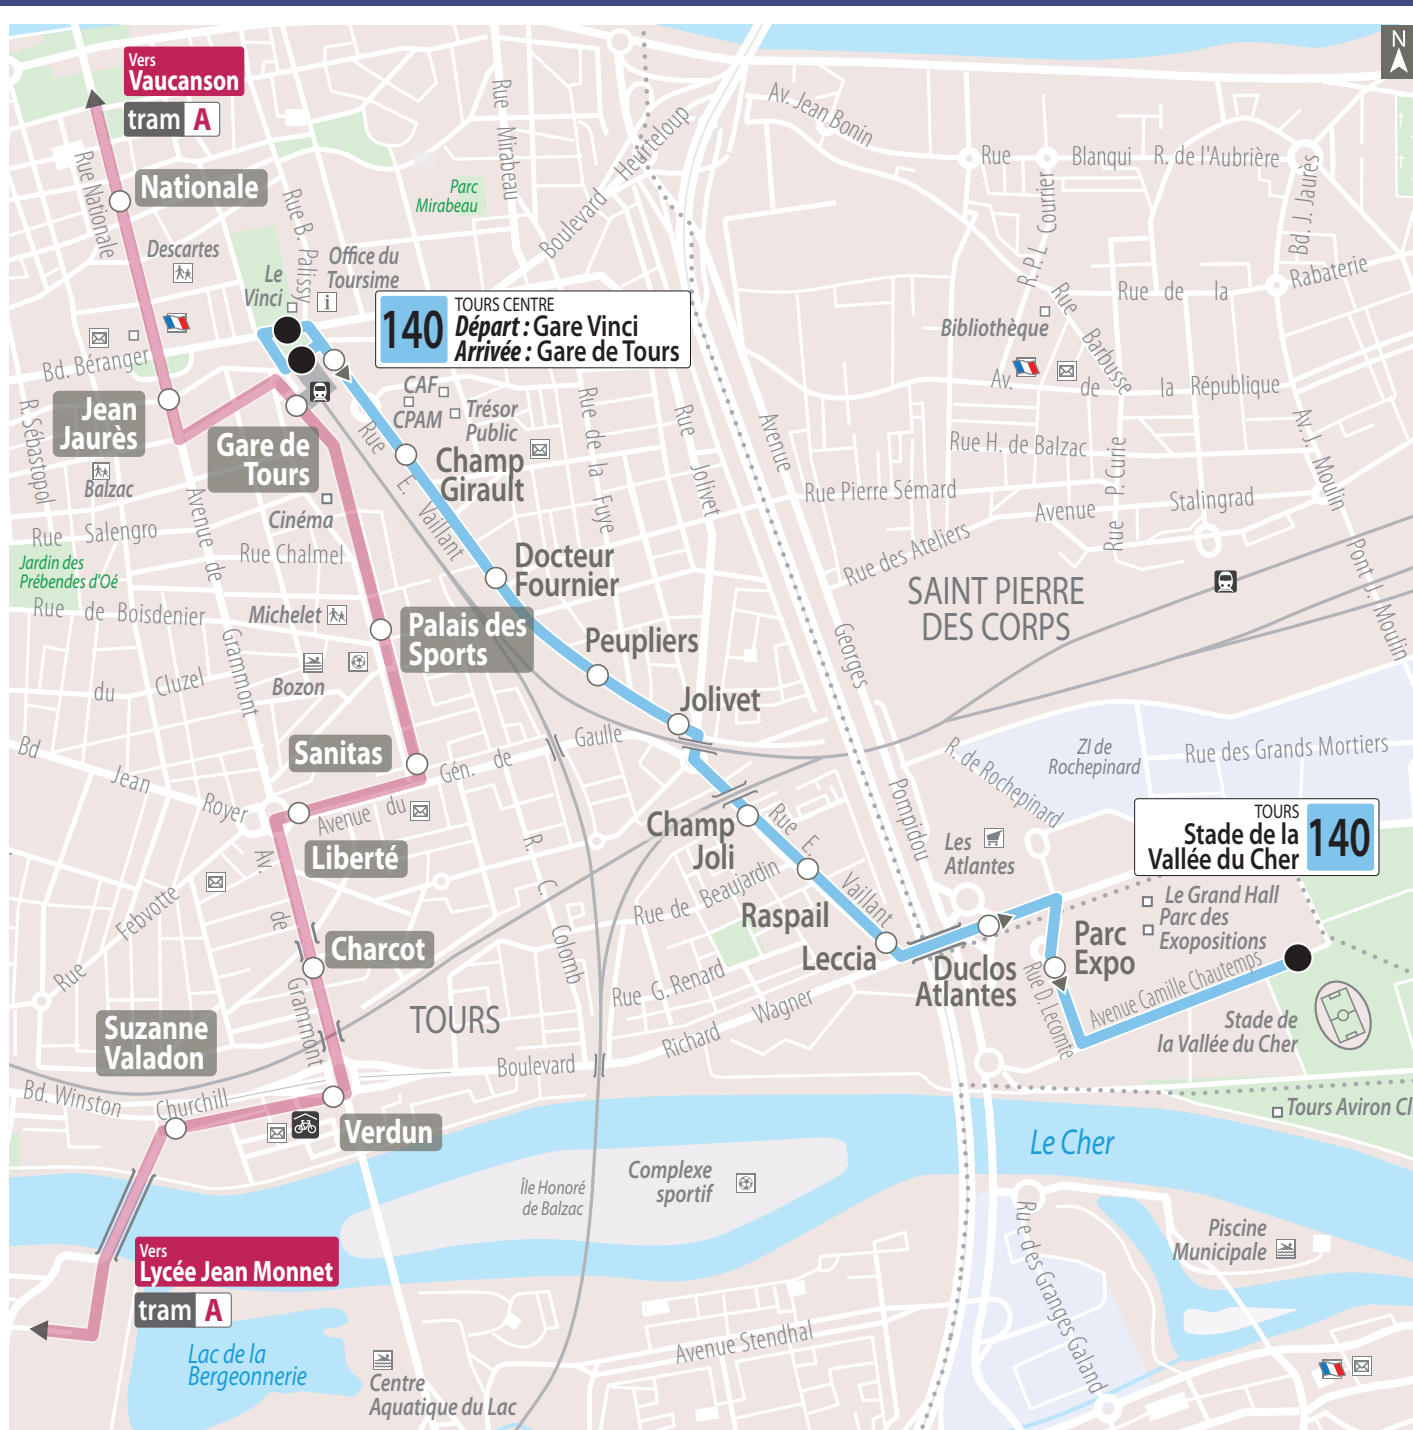 N
Vers
Vaucanson
tram A
Nationale
Rue Nationale
Rue Mirabeau
Boulevard Heurteloup
Av. Jean Bonin
Rue Blanqui
R. de l'Aubrière
Bd. J. Jaurès
R. P. L Courrier
Parc
Mirabeau
Rue B. Palissy
Descartes
Le
Vinci
Office du
Toursime
i
140
TOURS CENTRE
Départ : Gare Vinci
Arrivée : Gare de Tours
Rue de la Rabaterie
Rue Barbusse
Bibliothèque
Av. de la République
Bd. Béranger
Jean
Jaurès
R. Sébastopol
Balzac
Gare de
Tours
CAF
CPAM
Trésor
Public
Champ
Girault
Rue de la Fuye
Rue Jolivet
Rue H. de Balzac
Rue P. Curie
Av. J. Moulin
Rue Pierre Sémard
Avenue Stalingrad
Rue des Ateliers
Pont J. Moulin
Cinéma
Avenue de Grammont
Rue Salengro
Rue Chalmel
Jardin des
Prébendes d'Oé
Rue de Boisdenier
Michelet
Rue E. Vaillant
Docteur
Fournier
Palais des
Sports
Peupliers
SAINT PIERRE
DES CORPS
Avenue Georges Pompidou
du Cluzel
Bozon
Jolivet
Sanitas
Avenue du Gén. de Gaulle
Bd Jean Royer
Liberté
R. de Rochepinard
ZI de
Rochepinard
Rue des Grands Mortiers
TOURS
Stade de la
Vallée du Cher
140
Champ
Joli
Rue E. Vaillant
Les
Atlantes
Rue de Beaujardin
Raspail
Leccia
Duclos
Atlantes
Parc
Expo
Le Grand Hall
Parc des
Exopositions
Rue Febvotte
R. C. Colomb
Charcot
Av. de Grammont
Rue G. Renard
Rue D. Lecomte
Avenue Camille Chautemps
Stade de
la Vallée du Cher
Suzanne
Valadon
TOURS
Boulevard Richard Wagner
Bd. Winston Churchill
Verdun
Tours Aviron Cl
Le Cher
Île Honoré
de Balzac
Complexe
sportif
Rue des Granges Galand
Piscine
Municipale
Vers
Lycée Jean Monnet
tram A
Lac de la
Bergeonnerie
Centre
Aquatique du Lac
Avenue Stendhal